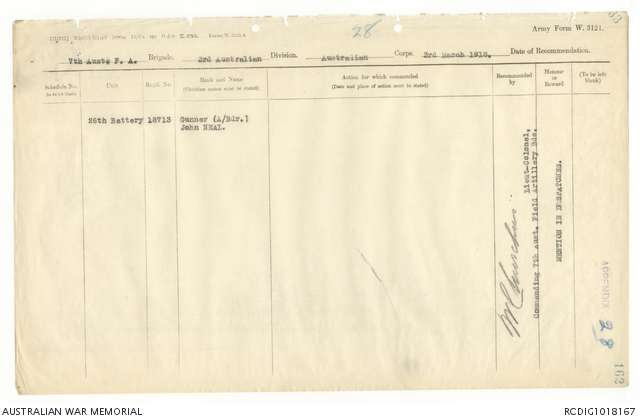 28
Army Form W. 3121.
7th Austn F. A. Brigade. 3rd Australian Division. Australian Corps. 3rd March 1918. Date of Recommendation.
Schedule No.
Unit
Regtl. No.
Rank and Name
(Christian names must be stated)
Action for which commended
(Date and place of action must be stated)
Recommended by
Honour or Reward
(To be left blank)
26th Battery 18713 Gunner (A/Bdr.)
John NEAL.
Lieut-Colonel,
Commanding 7th Aust. Field Artillery Bde.
MENTION IN DESPATCHES.
APPENDIX
28
163
AUSTRALIAN WAR MEMORIAL
RCDIG1018167